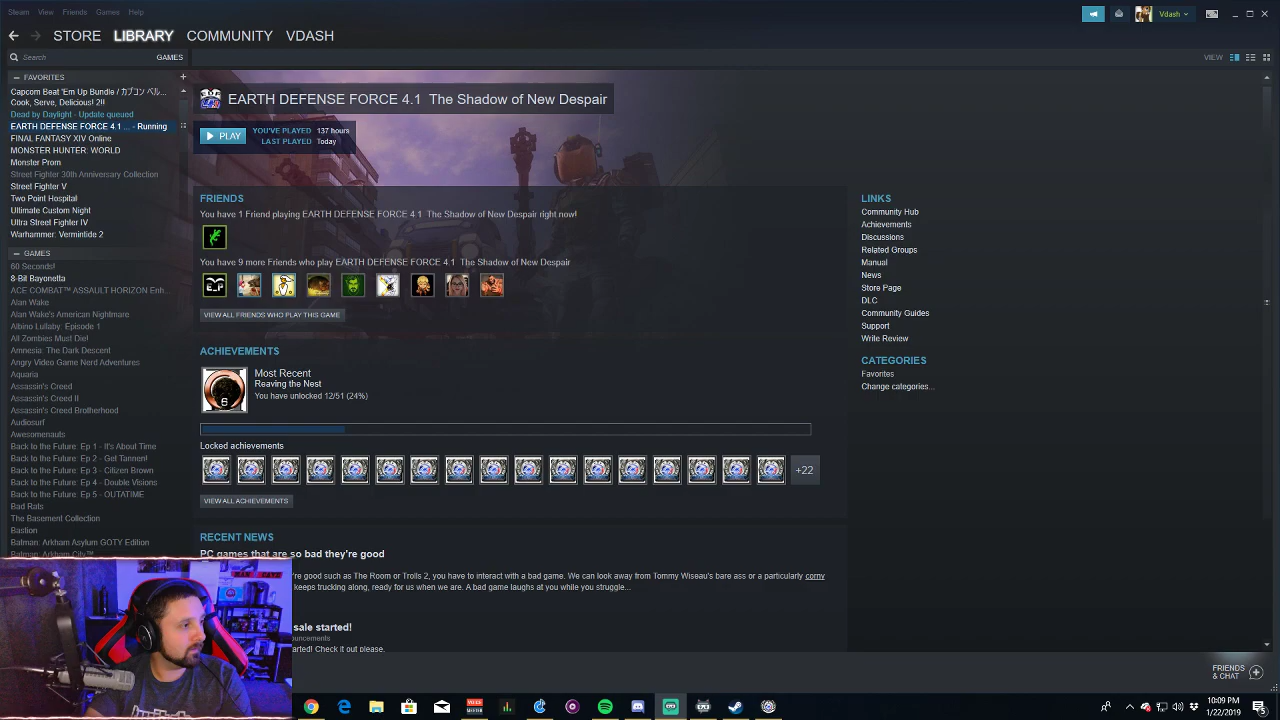 Steam View Friends Games Help
Vdash
STORE LIBRARY COMMUNITY VDASH
Search GAMES VIEW
FAVORITES
Capcom Beat 'Em Up Bundle / カプコン ベル...
Cook, Serve, Delicious! 2!!
Dead by Daylight - Update queued
EARTH DEFENSE FORCE 4.1 ... - Running
FINAL FANTASY XIV Online
MONSTER HUNTER: WORLD
Monster Prom
Street Fighter 30th Anniversary Collection
Street Fighter V
Two Point Hospital
Ultimate Custom Night
Ultra Street Fighter IV
Warhammer: Vermintide 2
GAMES
60 Seconds!
8-Bit Bayonetta
ACE COMBAT™ ASSAULT HORIZON Enh...
Alan Wake
Alan Wake's American Nightmare
Albino Lullaby: Episode 1
All Zombies Must Die!
Amnesia: The Dark Descent
Angry Video Game Nerd Adventures
Aquaria
Assassin's Creed
Assassin's Creed II
Assassin's Creed Brotherhood
Audiosurf
Awesomenauts
Back to the Future: Ep 1 - It's About Time
Back to the Future: Ep 2 - Get Tannen!
Back to the Future: Ep 3 - Citizen Brown
Back to the Future: Ep 4 - Double Visions
Back to the Future: Ep 5 - OUTATIME
Bad Rats
The Basement Collection
Bastion
Batman: Arkham Asylum GOTY Edition
Batman: Arkham City™
EARTH DEFENSE FORCE 4.1 The Shadow of New Despair
PLAY
YOU'VE PLAYED 137 hours
LAST PLAYED Today
FRIENDS
You have 1 Friend playing EARTH DEFENSE FORCE 4.1 The Shadow of New Despair right now!
You have 9 more Friends who play EARTH DEFENSE FORCE 4.1 The Shadow of New Despair
VIEW ALL FRIENDS WHO PLAY THIS GAME
ACHIEVEMENTS
6
Most Recent
Reaving the Nest
You have unlocked 12/51 (24%)
Locked achievements
+22
VIEW ALL ACHIEVEMENTS
RECENT NEWS
PC games that are so bad they're good
're good such as The Room or Trolls 2, you have to interact with a bad game. We can look away from Tommy Wiseau's bare ass or a particularly corny
keeps trucking along, ready for us when we are. A bad game laughs at you while you struggle...
sale started!
ouncements
arted! Check it out please.
LINKS
Community Hub
Achievements
Discussions
Related Groups
Manual
News
Store Page
DLC
Community Guides
Support
Write Review
CATEGORIES
Favorites
Change categories...
FRIENDS
& CHAT
10:09 PM
1/22/2019